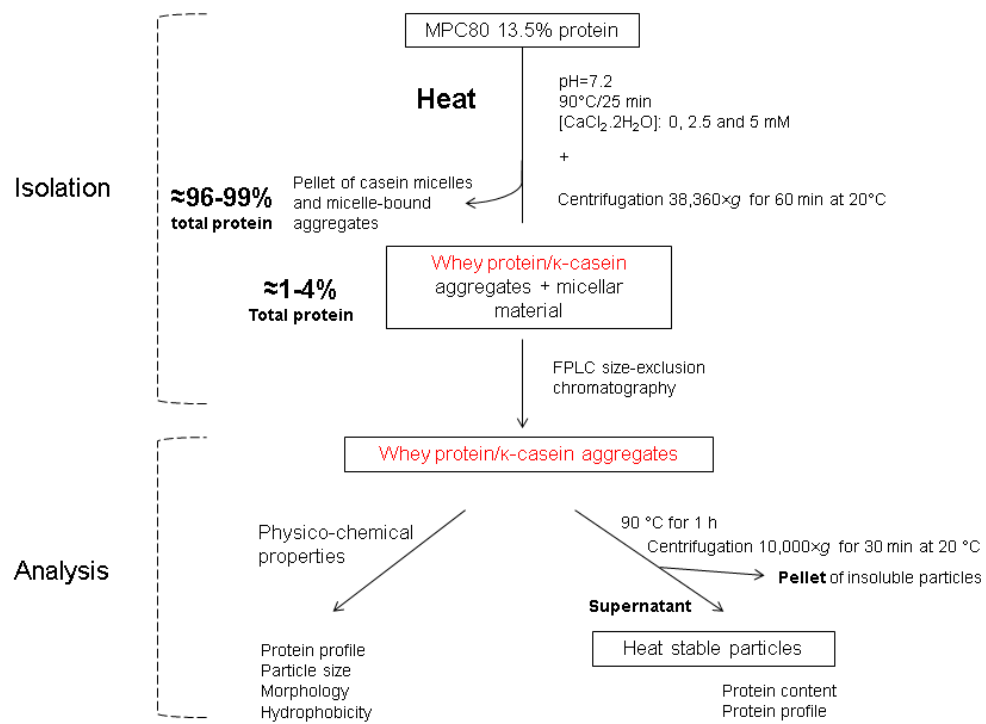 MPC80 13.5% protein
Heat
pH=7.2
90°C/25 min
[CaCl₂.2H₂O]: 0, 2.5 and 5 mM
+
Centrifugation 38,360×g for 60 min at 20°C
Isolation
≈96-99%
total protein
Pellet of casein micelles
and micelle-bound
aggregates
≈1-4%
Total protein
Whey protein/κ-casein
aggregates + micellar
material
FPLC size-exclusion
chromatography
Whey protein/κ-casein aggregates
Analysis
Physico-chemical
properties
90 °C for 1 h
Centrifugation 10,000×g for 30 min at 20 °C
Pellet of insoluble particles
Supernatant
Heat stable particles
Protein profile
Particle size
Morphology
Hydrophobicity
Protein content
Protein profile